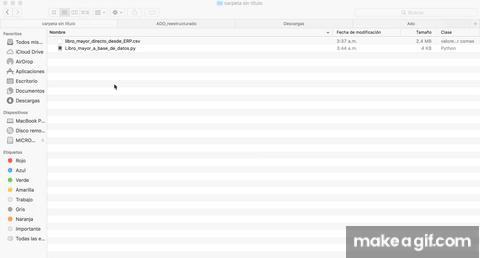 carpeta sin título
Buscar
carpeta sin título
ADO_reestructurado
Descargas
Ado
Favoritos
Todos mis...
iCloud Drive
AirDrop
Aplicaciones
Escritorio
Documentos
Descargas
Dispositivos
MacBook P...
Disco remo...
MICRO...
Etiquetas
Rojo
Azul
Verde
Amarilla
Trabajo
Gris
Naranja
Importante
Todas las e...
Nombre
Fecha de modificación
Tamaño
Clase
libro_mayor_directo_desde_ERP.csv
3:37 a.m.
2,4 MB
valore...r comas
Libro_mayor_a_base_de_datos.py
3:44 a.m.
4 KB
Python
makeagif.com